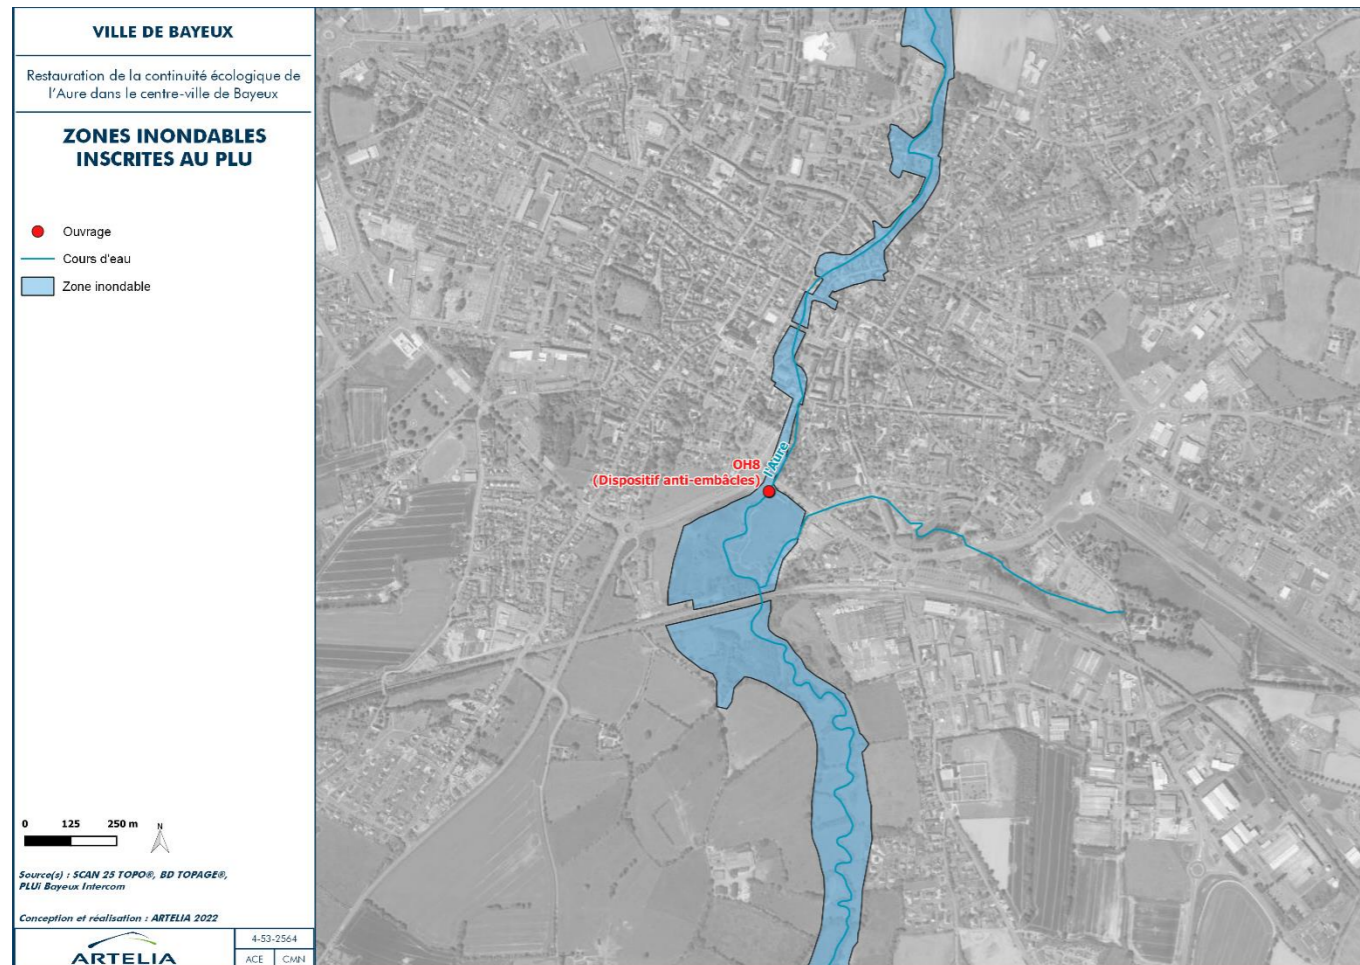 VILLE DE BAYEUX
Restauration de la continuité écologique de
l'Aure dans le centre-ville de Bayeux
ZONES INONDABLES
INSCRITES AU PLU
Ouvrage
Cours d'eau
Zone inondable
0 125 250 m
N
Source(s) : SCAN 25 TOPO®, BD TOPAGE®,
PLUi Bayeux Intercom
Conception et réalisation : ARTELIA 2022
ARTELIA
4-53-2564
ACE CMN
l'Aure
OH8
(Dispositif anti-embâcles)